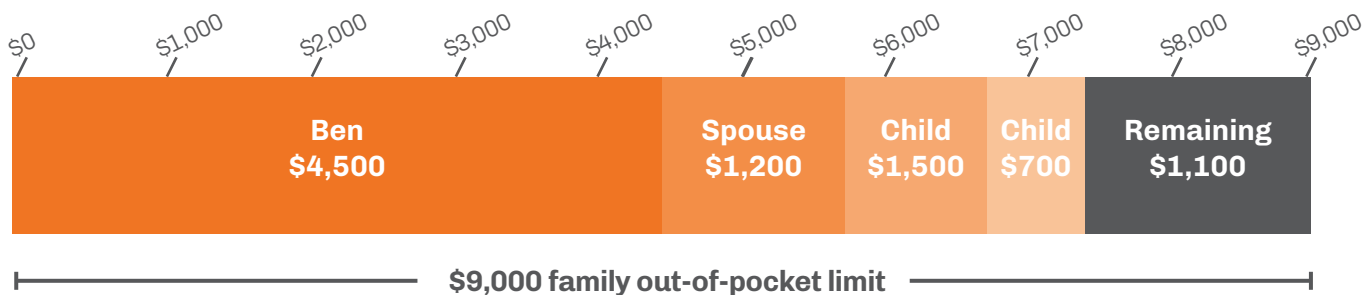 $0 $1,000 $2,000 $3,000 $4,000 $5,000 $6,000 $7,000 $8,000 $9,000
Ben Spouse Child Child Remaining
$4,500 $1,200 $1,500 $700 $1,100
$9,000 family out-of-pocket limit